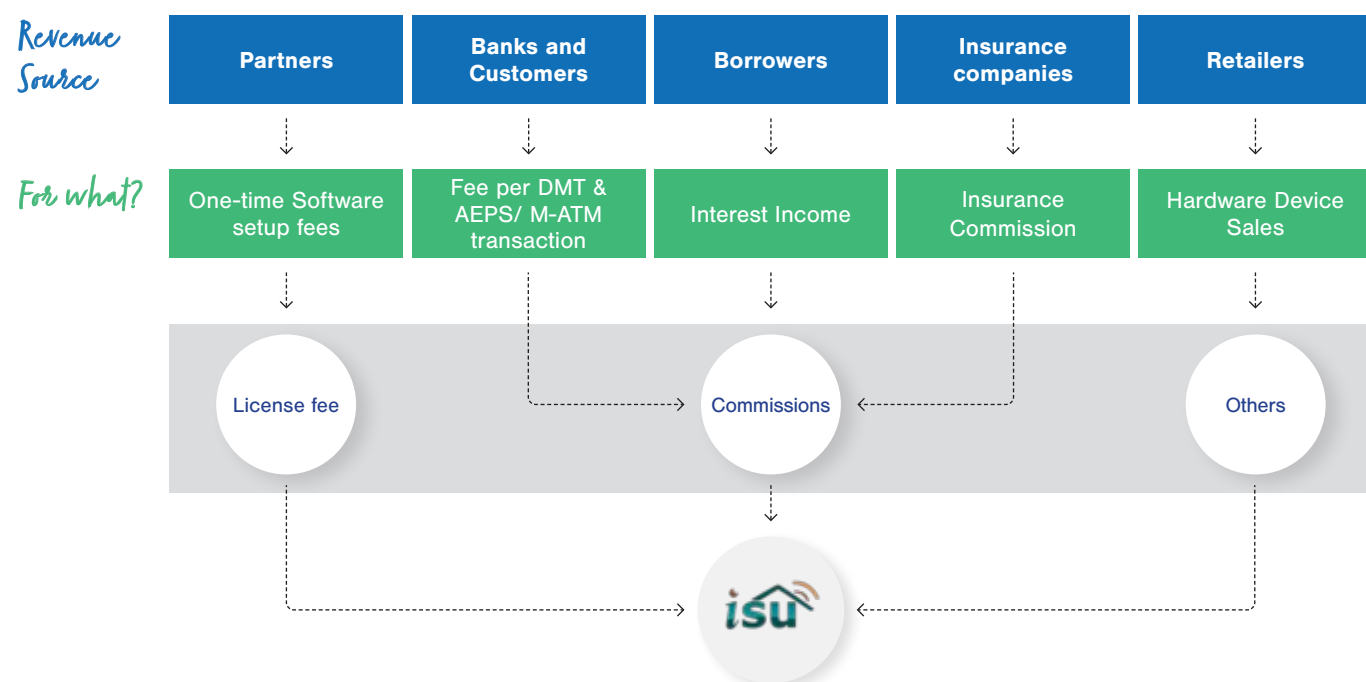 Revenue
Source
Partners
Banks and
Customers
Borrowers
Insurance
companies
Retailers
For what?
One-time Software
setup fees
Fee per DMT &
AEPS/ M-ATM
transaction
Interest Income
Insurance
Commission
Hardware Device
Sales
License fee
Commissions
Others
isu